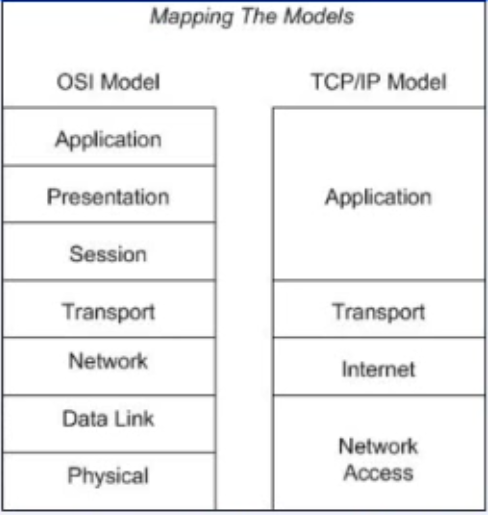 Mapping The Models
OSI Model
TCP/IP Model
Application
Presentation
Session
Transport
Network
Data Link
Physical
Application
Transport
Internet
Network
Access